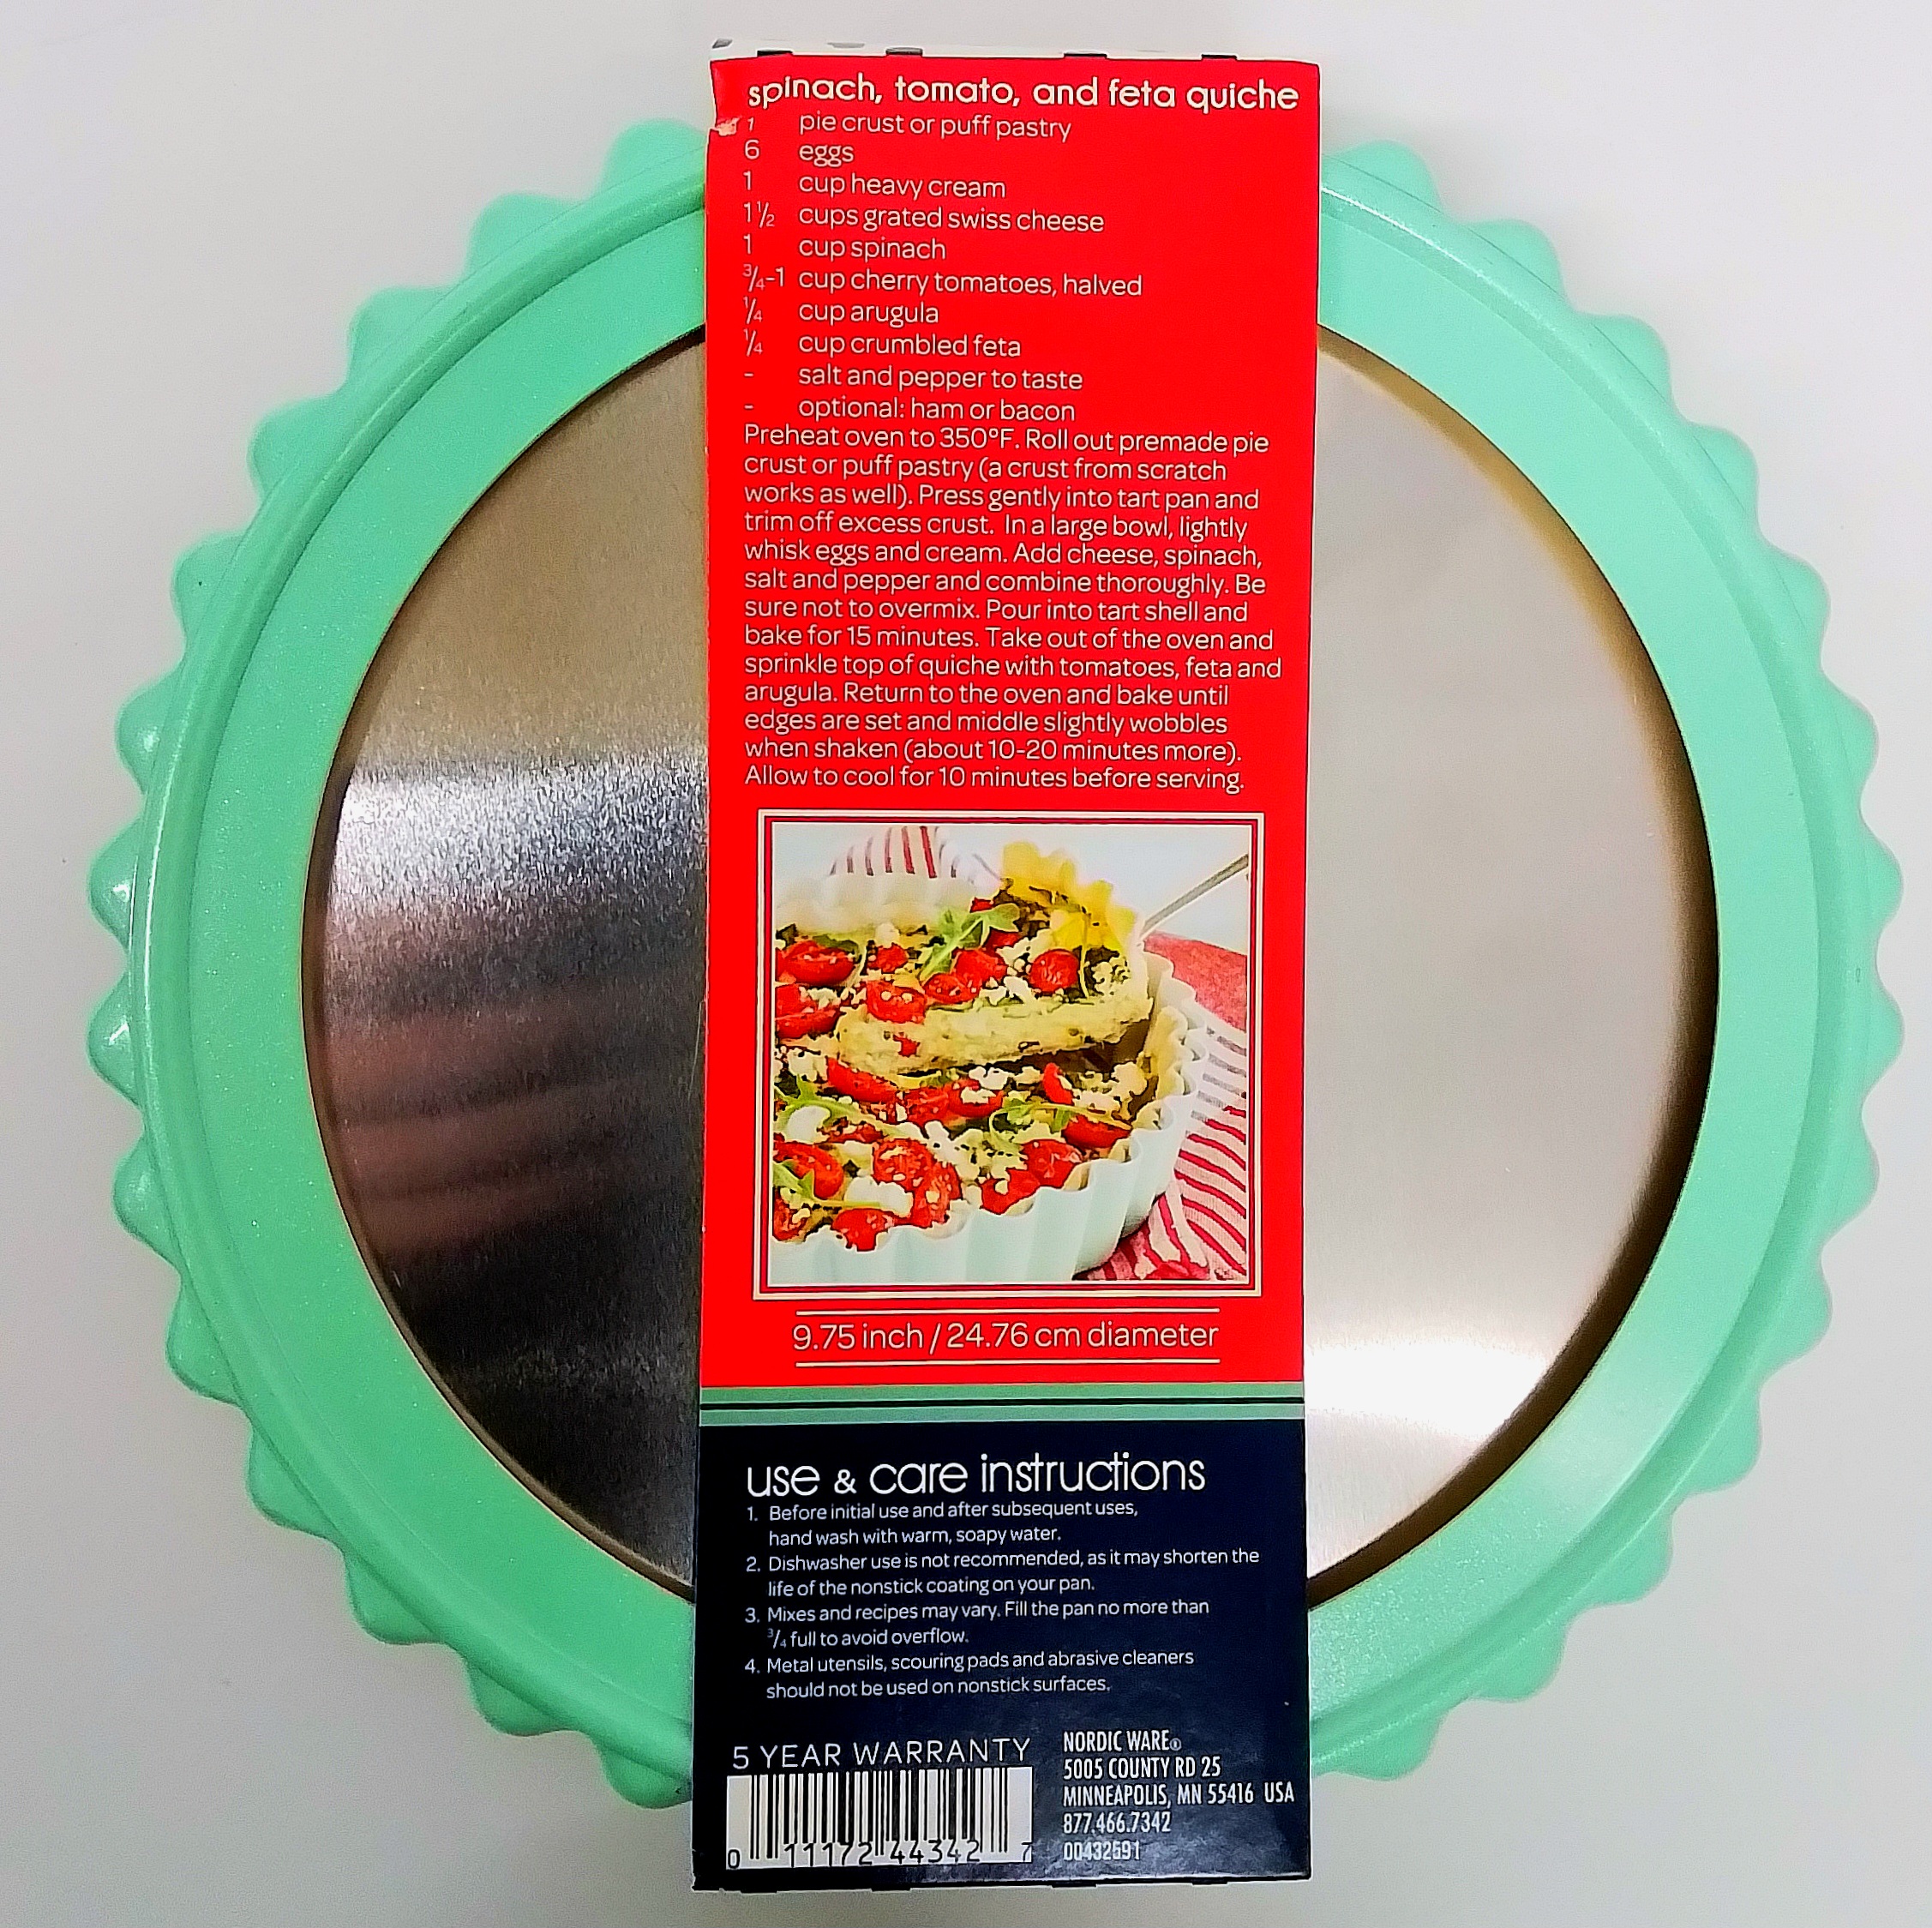 spinach, tomato, and feta quiche
1 pie crust or puff pastry
6 eggs
1 cup heavy cream
1 1/2 cups grated swiss cheese
1 cup spinach
3/4-1 cup cherry tomatoes, halved
1/4 cup arugula
1/4 cup crumbled feta
- salt and pepper to taste
- optional: ham or bacon
Preheat oven to 350°F. Roll out premade pie
crust or puff pastry (a crust from scratch
works as well). Press gently into tart pan and
trim off excess crust. In a large bowl, lightly
whisk eggs and cream. Add cheese, spinach,
salt and pepper and combine thoroughly. Be
sure not to overmix. Pour into tart shell and
bake for 15 minutes. Take out of the oven and
sprinkle top of quiche with tomatoes, feta and
arugula. Return to the oven and bake until
edges are set and middle slightly wobbles
when shaken (about 10-20 minutes more).
Allow to cool for 10 minutes before serving.
9.75 inch / 24.76 cm diameter
use & care instructions
1. Before initial use and after subsequent uses,
hand wash with warm, soapy water.
2. Dishwasher use is not recommended, as it may shorten the
life of the nonstick coating on your pan.
3. Mixes and recipes may vary. Fill the pan no more than
3/4 full to avoid overflow.
4. Metal utensils, scouring pads and abrasive cleaners
should not be used on nonstick surfaces.
5 YEAR WARRANTY
0 11172 44342 7
NORDIC WARE®
5005 COUNTY RD 25
MINNEAPOLIS, MN 55416 USA
877.466.7342
00432591